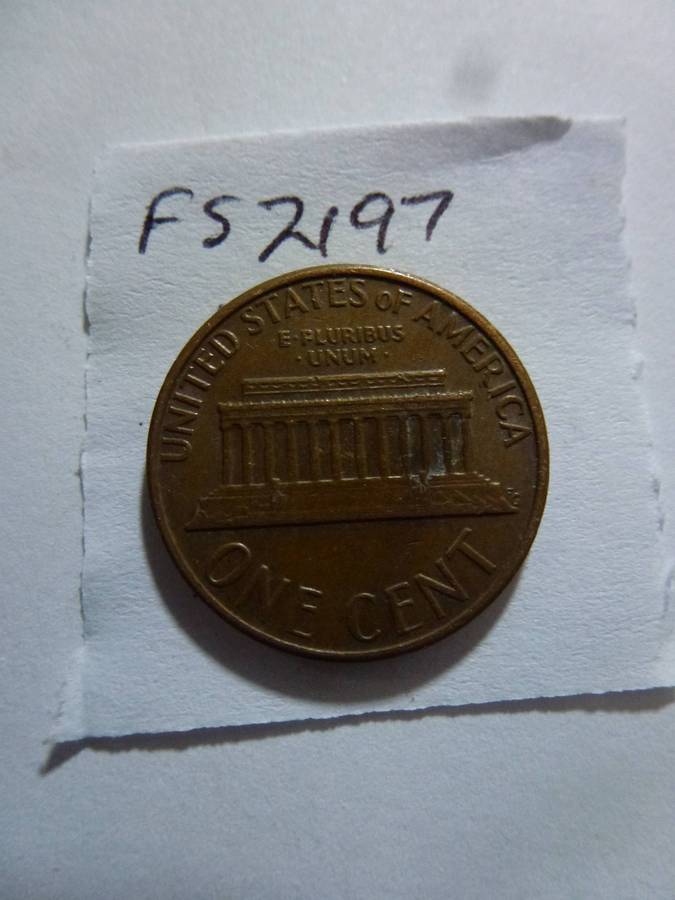 FS2197
UNITED STATES OF AMERICA
E·PLURIBUS
·UNUM·
ONE CENT